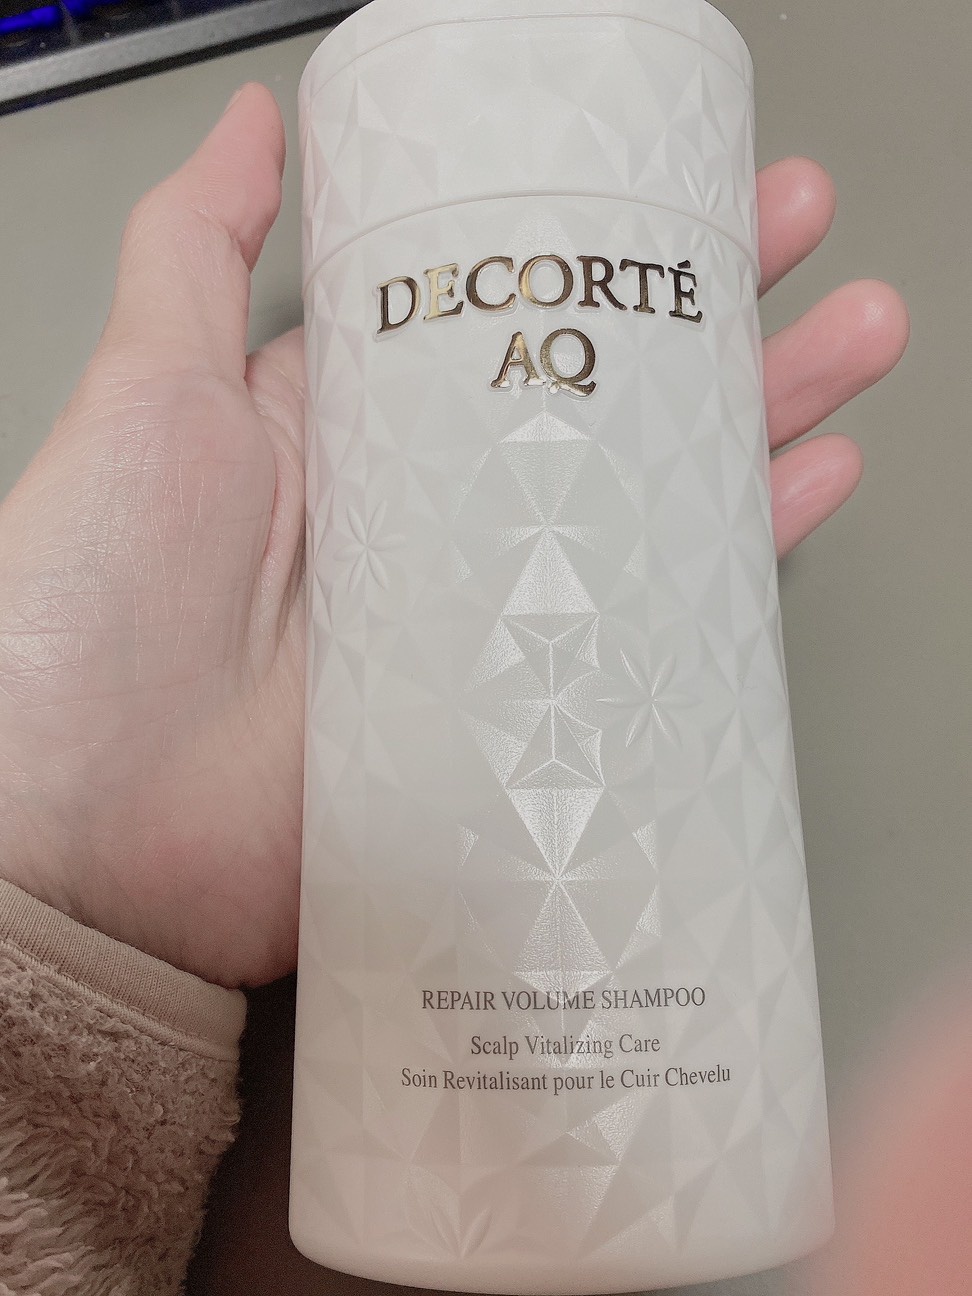 DECORTÉ
AQ
REPAIR VOLUME SHAMPOO
Scalp Vitalizing Care
Soin Revitalisant pour le Cuir Chevelu